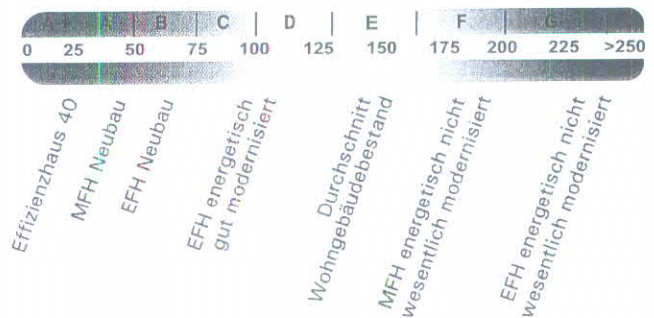 A+ A B C D E F G
0 25 50 75 100 125 150 175 200 225 >250
Effizienzhaus 40
MFH Neubau
EFH Neubau
EFH energetisch
gut modernisiert
Durchschnitt
Wohngebäudebestand
MFH energetisch nicht
wesentlich modernisiert
EFH energetisch nicht
wesentlich modernisiert